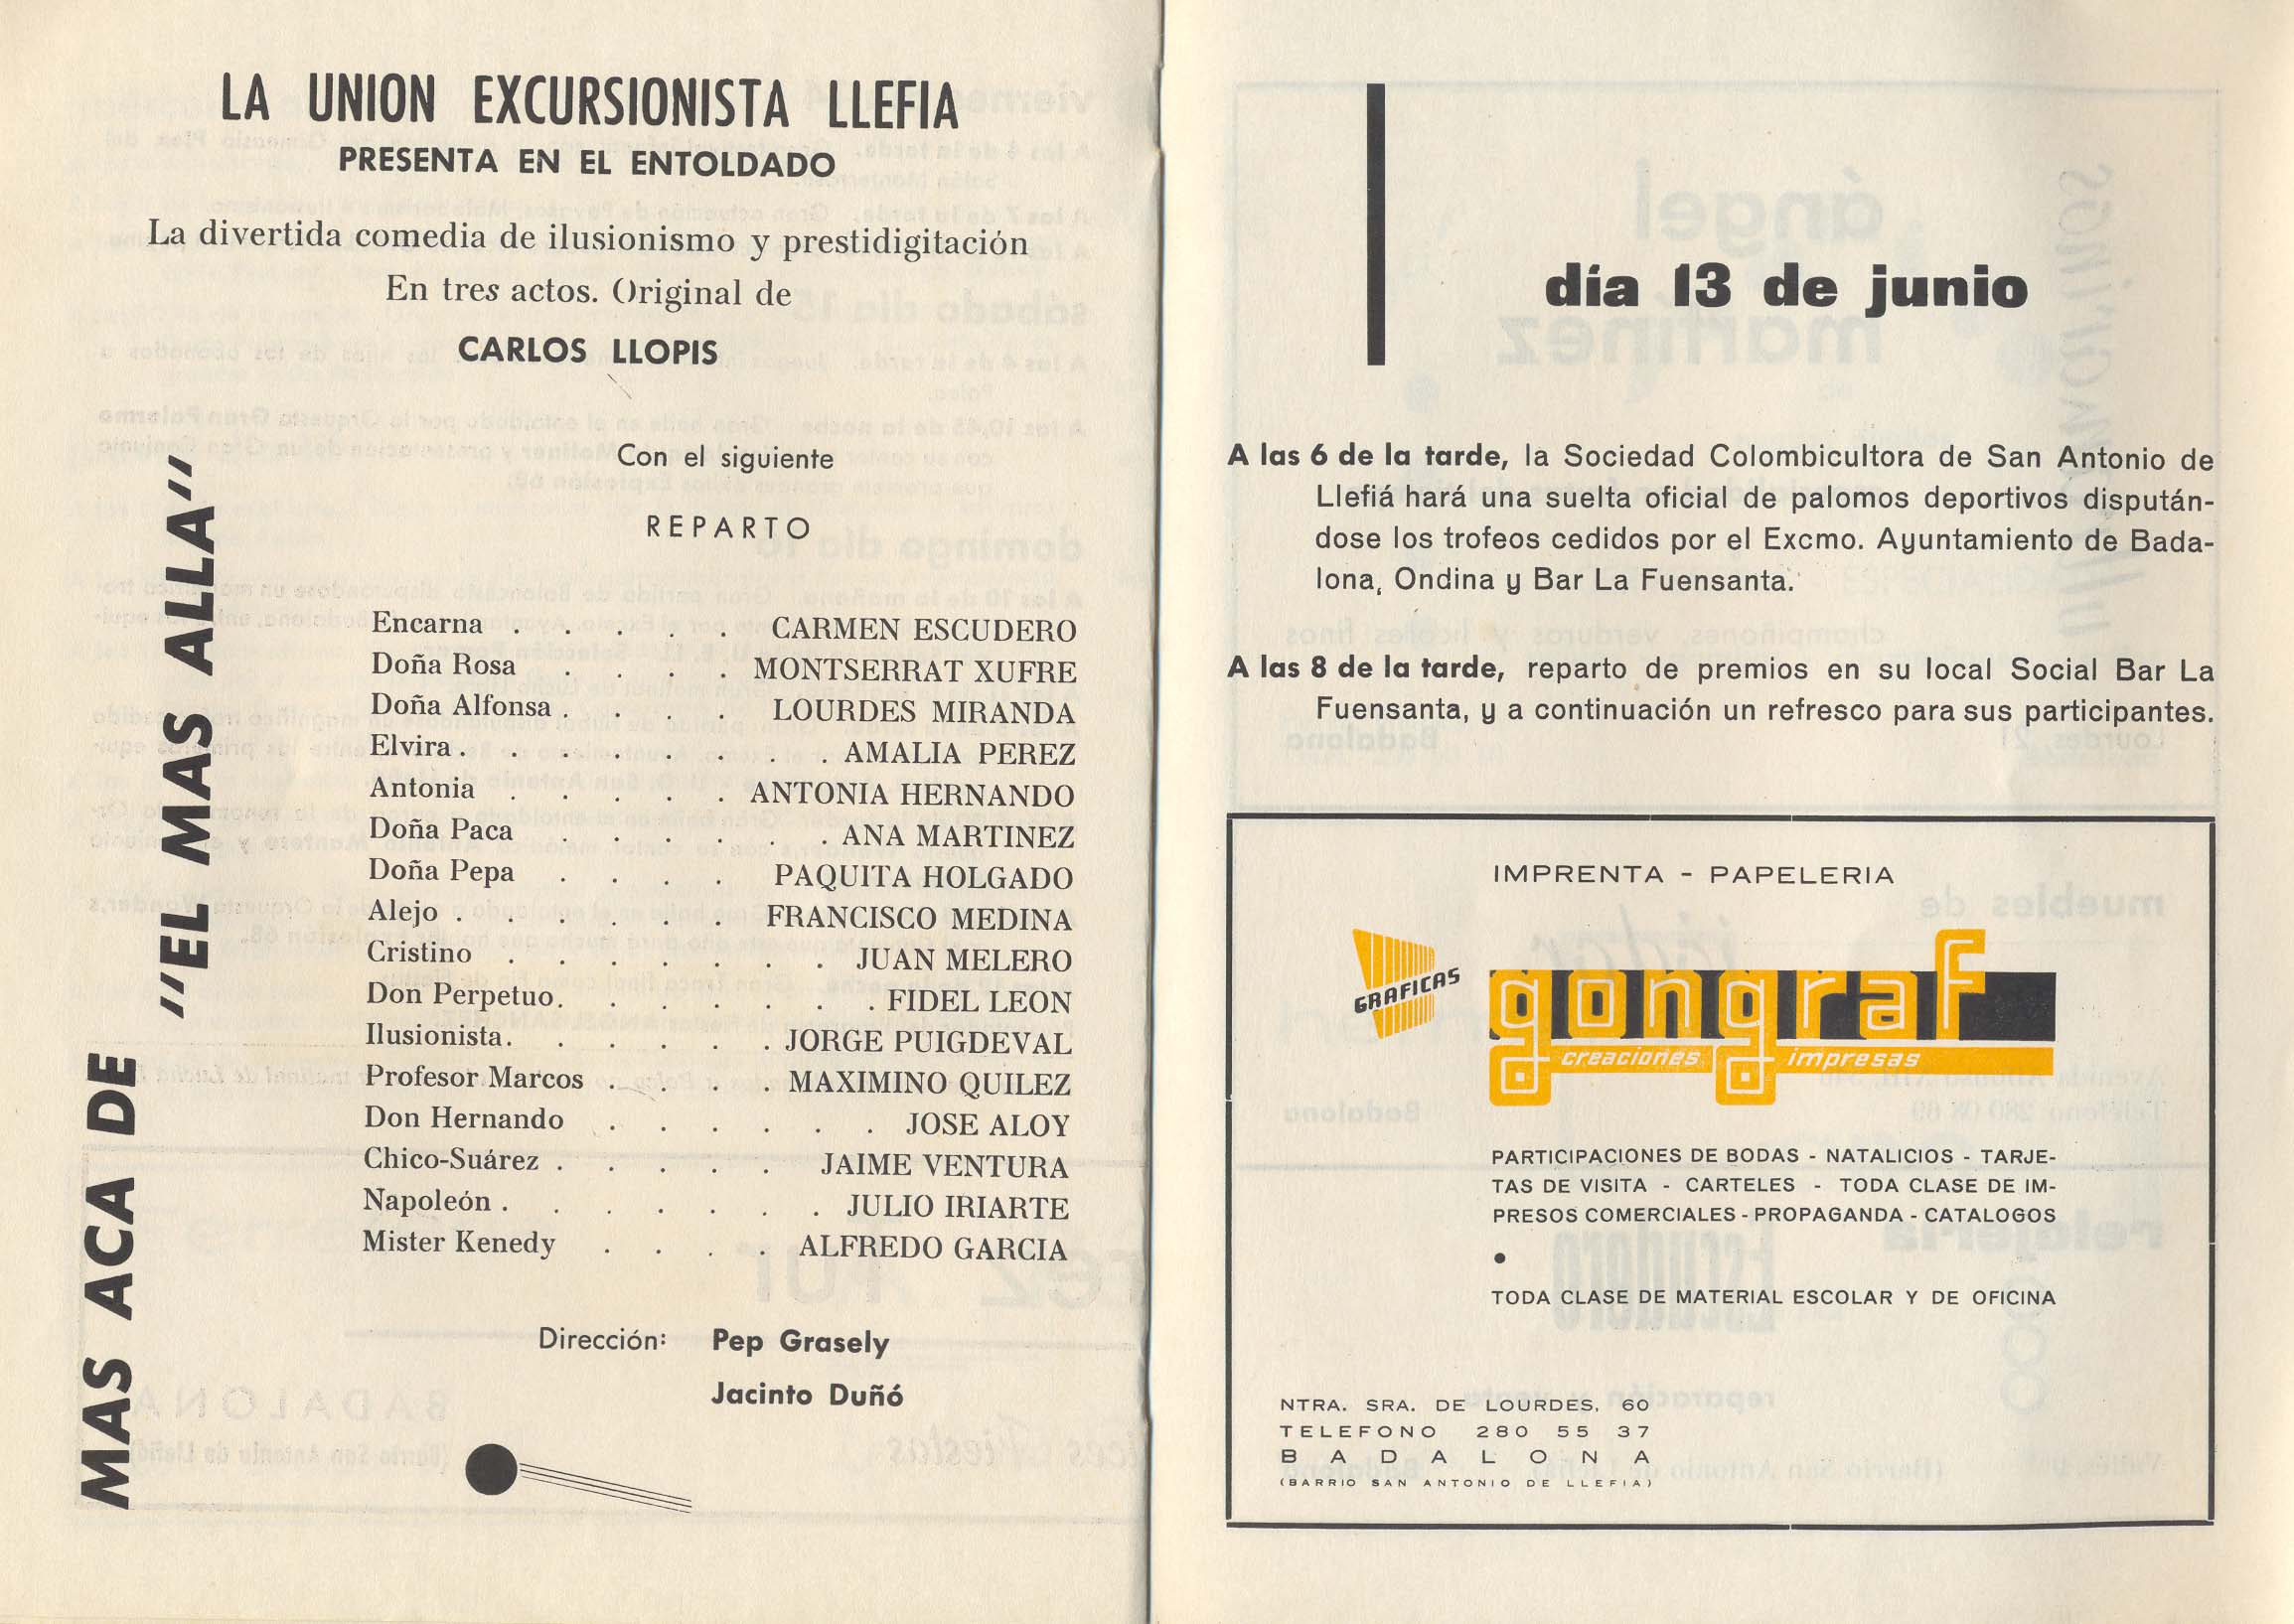 LA UNION EXCURSIONISTA LLEFIA
PRESENTA EN EL ENTOLDADO
La divertida comedia de ilusionismo y prestidigitación
En tres actos. Original de
CARLOS LLOPIS
MAS ACA DE "EL MAS ALLA"
Con el siguiente
REPARTO
Encarna . . . . . CARMEN ESCUDERO
Doña Rosa . . . . MONTSERRAT XUFRE
Doña Alfonsa . . . . LOURDES MIRANDA
Elvira . . . . . . . . AMALIA PEREZ
Antonia . . . . . ANTONIA HERNANDO
Doña Paca . . . . . . ANA MARTINEZ
Doña Pepa . . . . PAQUITA HOLGADO
Alejo . . . . . . FRANCISCO MEDINA
Cristino . . . . . . . JUAN MELERO
Don Perpetuo . . . . . . . FIDEL LEON
Ilusionista . . . . . . JORGE PUIGDEVAL
Profesor Marcos . . . . MAXIMINO QUILEZ
Don Hernando . . . . . . JOSE ALOY
Chico-Suárez . . . . . JAIME VENTURA
Napoleón . . . . . . . JULIO IRIARTE
Mister Kenedy . . . . ALFREDO GARCIA
Dirección: Pep Grasely
Jacinto Duñó
día 13 de junio
A las 6 de la tarde, la Sociedad Colombicultora de San Antonio de
Llefiá hará una suelta oficial de palomos deportivos dispután-
dose los trofeos cedidos por el Excmo. Ayuntamiento de Bada-
lona, Ondina y Bar La Fuensanta.
A las 8 de la tarde, reparto de premios en su local Social Bar La
Fuensanta, y a continuación un refresco para sus participantes.
IMPRENTA - PAPELERIA
GRAFICAS
gongraf
creaciones impresas
PARTICIPACIONES DE BODAS - NATALICIOS - TARJE-
TAS DE VISITA - CARTELES - TODA CLASE DE IM-
PRESOS COMERCIALES - PROPAGANDA - CATALOGOS
•
TODA CLASE DE MATERIAL ESCOLAR Y DE OFICINA
NTRA. SRA. DE LOURDES, 60
TELEFONO 280 55 37
BADALONA
(BARRIO SAN ANTONIO DE LLEFIA)